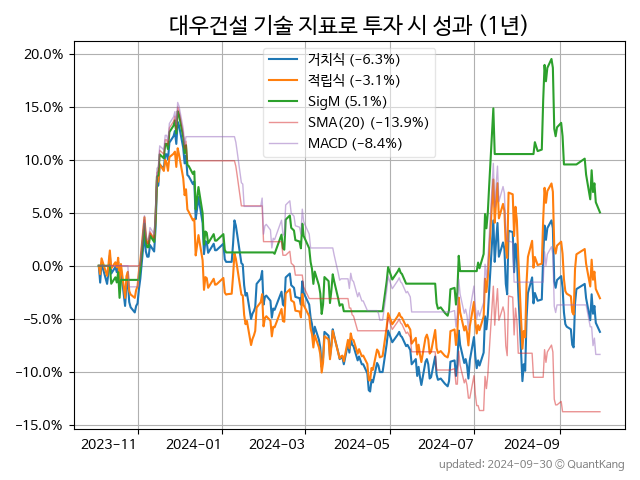 대우건설 기술 지표로 투자 시 성과 (1년)
거치식 (−6.3%)
적립식 (−3.1%)
SigM (5.1%)
SMA(20) (−13.9%)
MACD (−8.4%)
20.0%
15.0%
10.0%
5.0%
0.0%
−5.0%
−10.0%
−15.0%
2023-11 2024-01 2024-03 2024-05 2024-07 2024-09
updated: 2024-09-30 © QuantKang